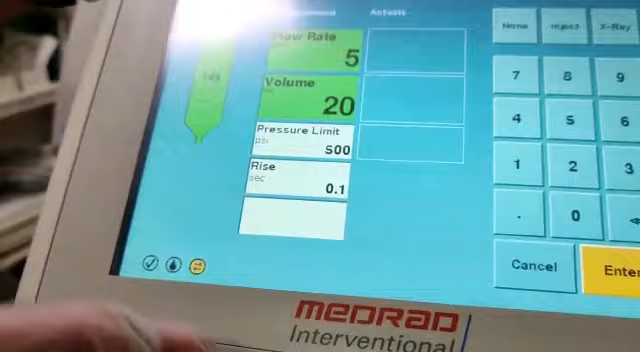 Actuals
None
Inject
X-Ray
Flow Rate
5
Volume
20
Pressure Limit
psi
500
Rise
sec
0.1
7
8
9
4
5
6
1
2
3
.
0
Cancel
Enter
MEDRAD
Interventional